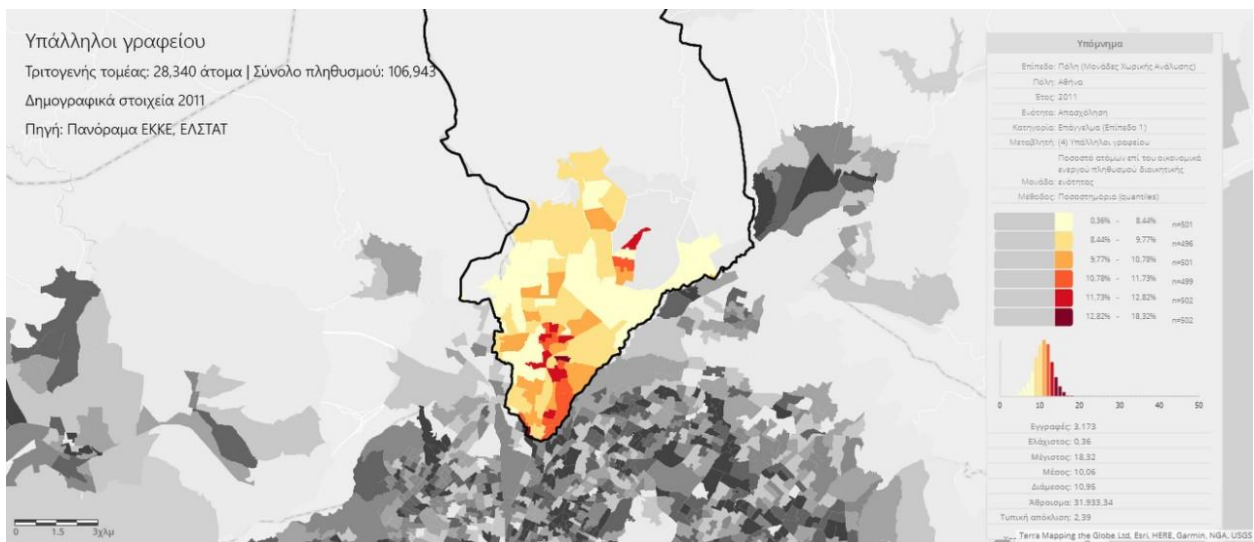 Υπάλληλοι γραφείου
Τριτογενής τομέας: 28,340 άτομα | Σύνολο πληθυσμού: 106,943
Δημογραφικά στοιχεία 2011
Πηγή: Πανόραμα ΕΚΚΕ, ΕΛΣΤΑΤ
Υπόμνημα
Επίπεδο: Πόλη (Μονάδες Χωρικής Ανάλυσης)
Πόλη: Αθήνα
Έτος: 2011
Ενότητα: Απασχόληση
Κατηγορία: Επάγγελμα (Επίπεδο 1)
Μεταβλητή: (4) Υπάλληλοι γραφείου
Ποσοστό ατόμων επί του οικονομικά
ενεργού πληθυσμού διοικητικής
Μονάδα: ενότητας
Μέθοδος: Ποσοστημόρια (quantiles)
0,36% - 8,44% n=501
8,44% - 9,77% n=496
9,77% - 10,78% n=501
10,78% - 11,73% n=499
11,73% - 12,82% n=502
12,82% - 18,32% n=502
0 10 20 30 40 50
Εγγραφές: 3.173
Ελάχιστος: 0,36
Μέγιστος: 18,32
Μέσος: 10,06
Διάμεσος: 10,95
Άθροισμα: 31.933,34
Τυπική απόκλιση: 2,39
0 1.5 3χλμ
Terra Mapping the Globe Ltd, Esri, HERE, Garmin, NGA, USGS